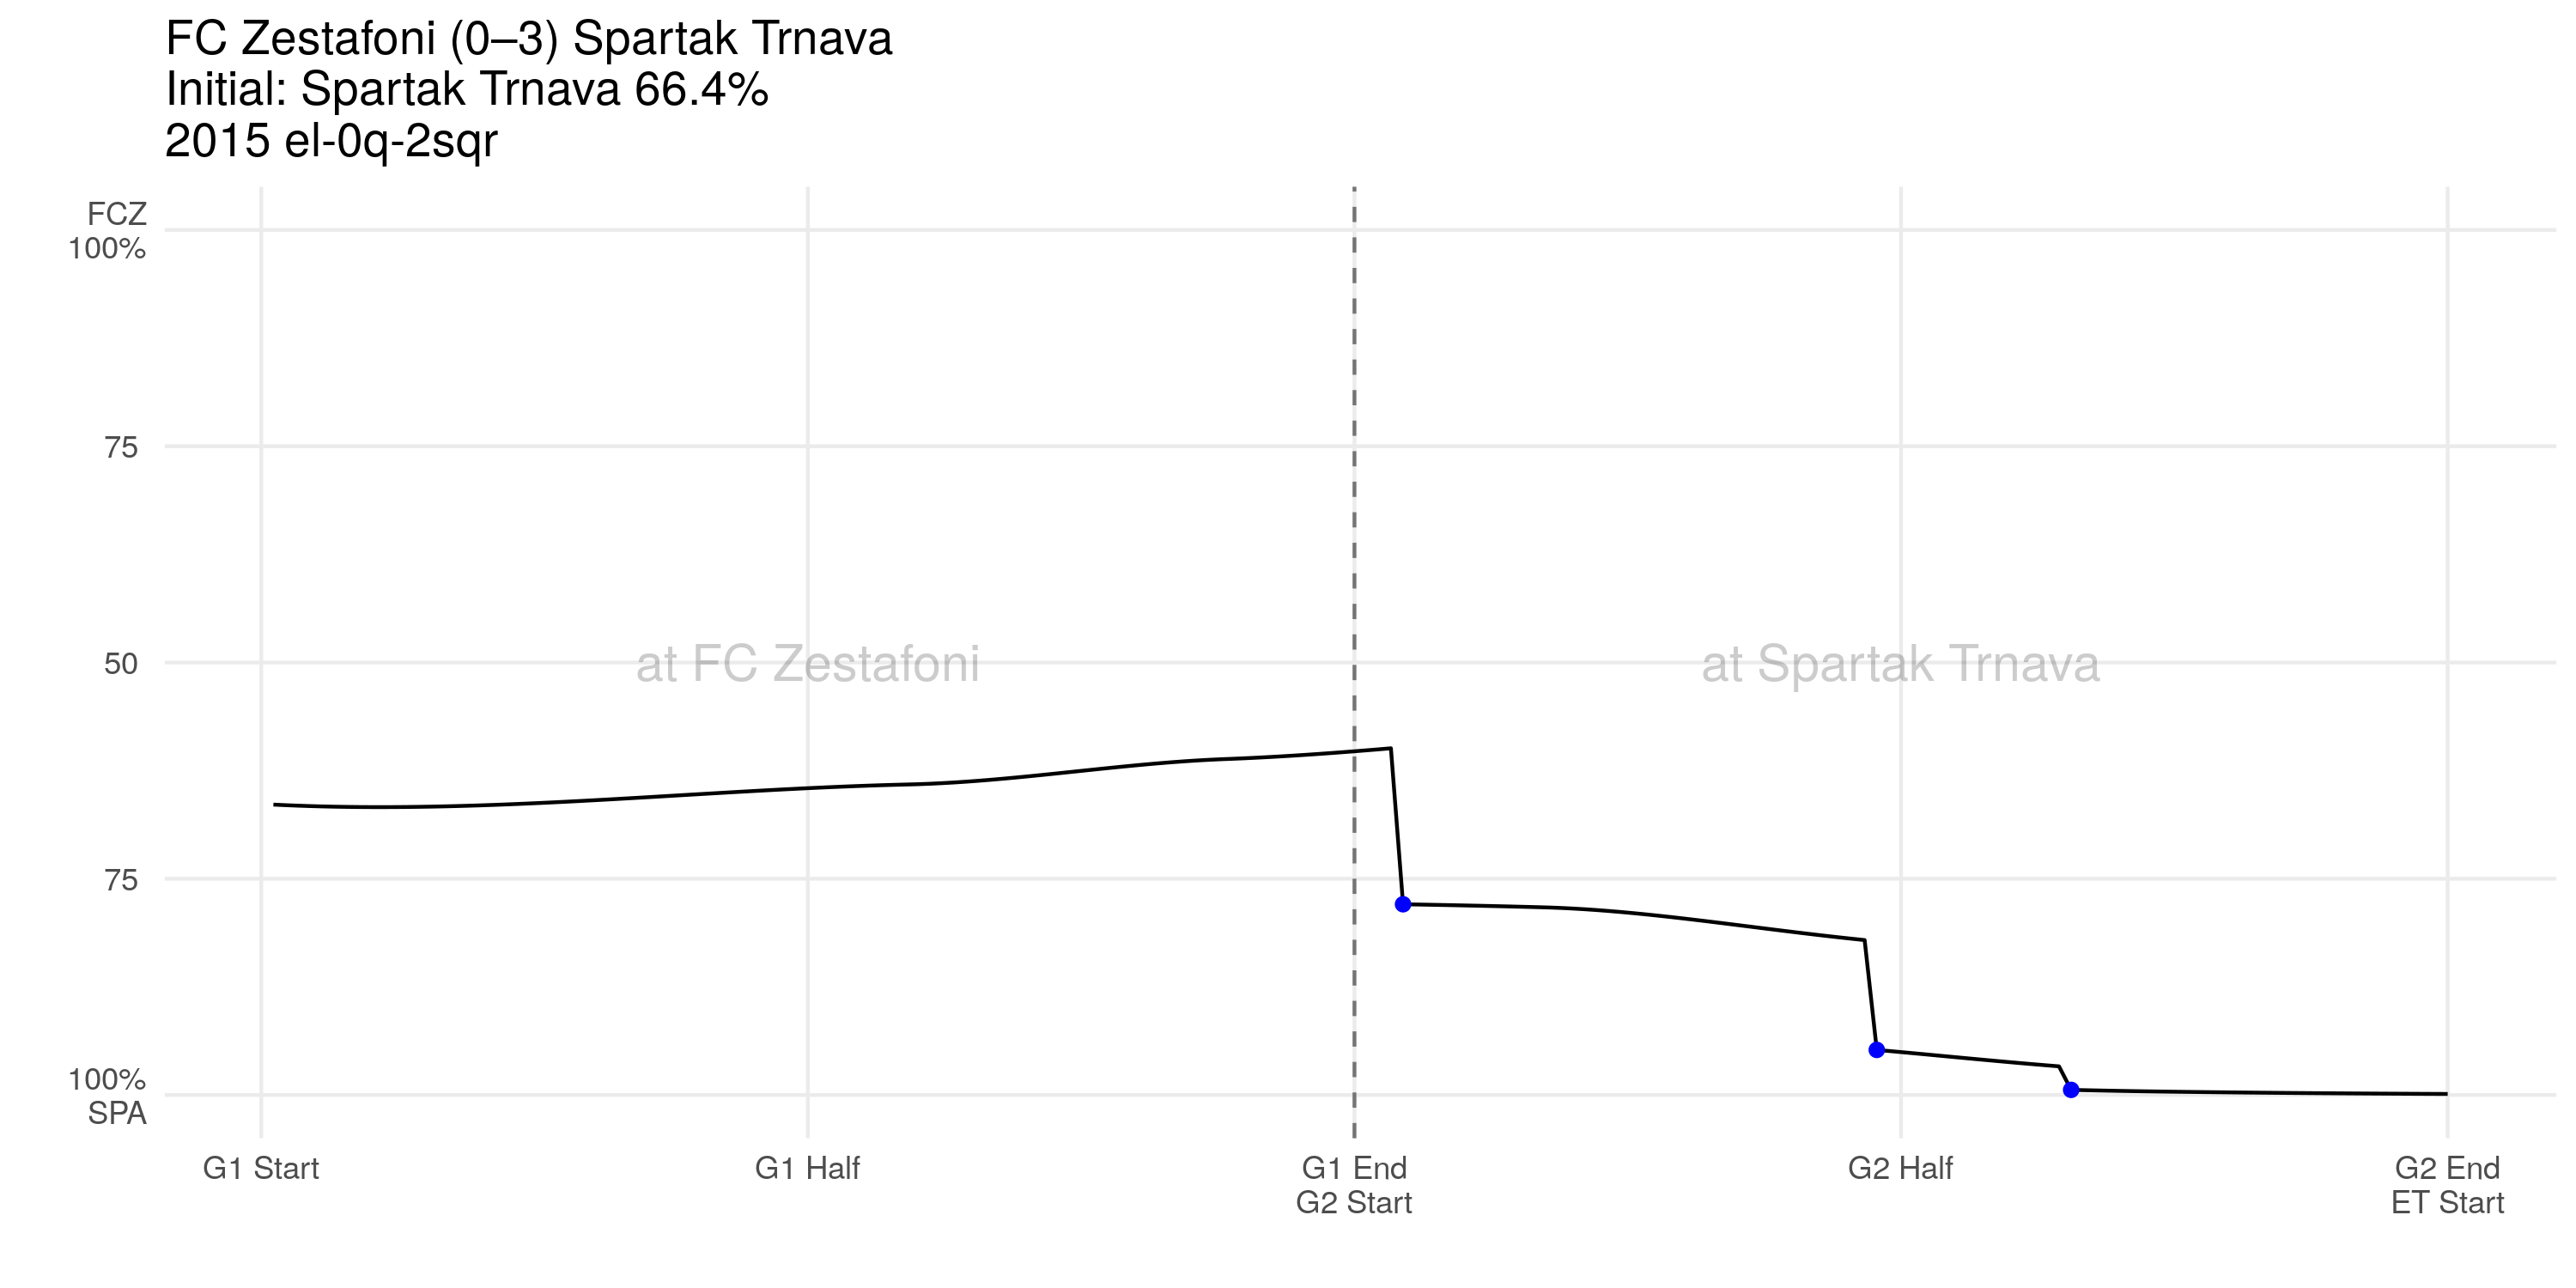 FC Zestafoni (0–3) Spartak Trnava
Initial: Spartak Trnava 66.4%
2015 el-0q-2sqr
FCZ
100%
75
50
75
100%
SPA
at FC Zestafoni
at Spartak Trnava
G1 Start
G1 Half
G1 End
G2 Start
G2 Half
G2 End
ET Start